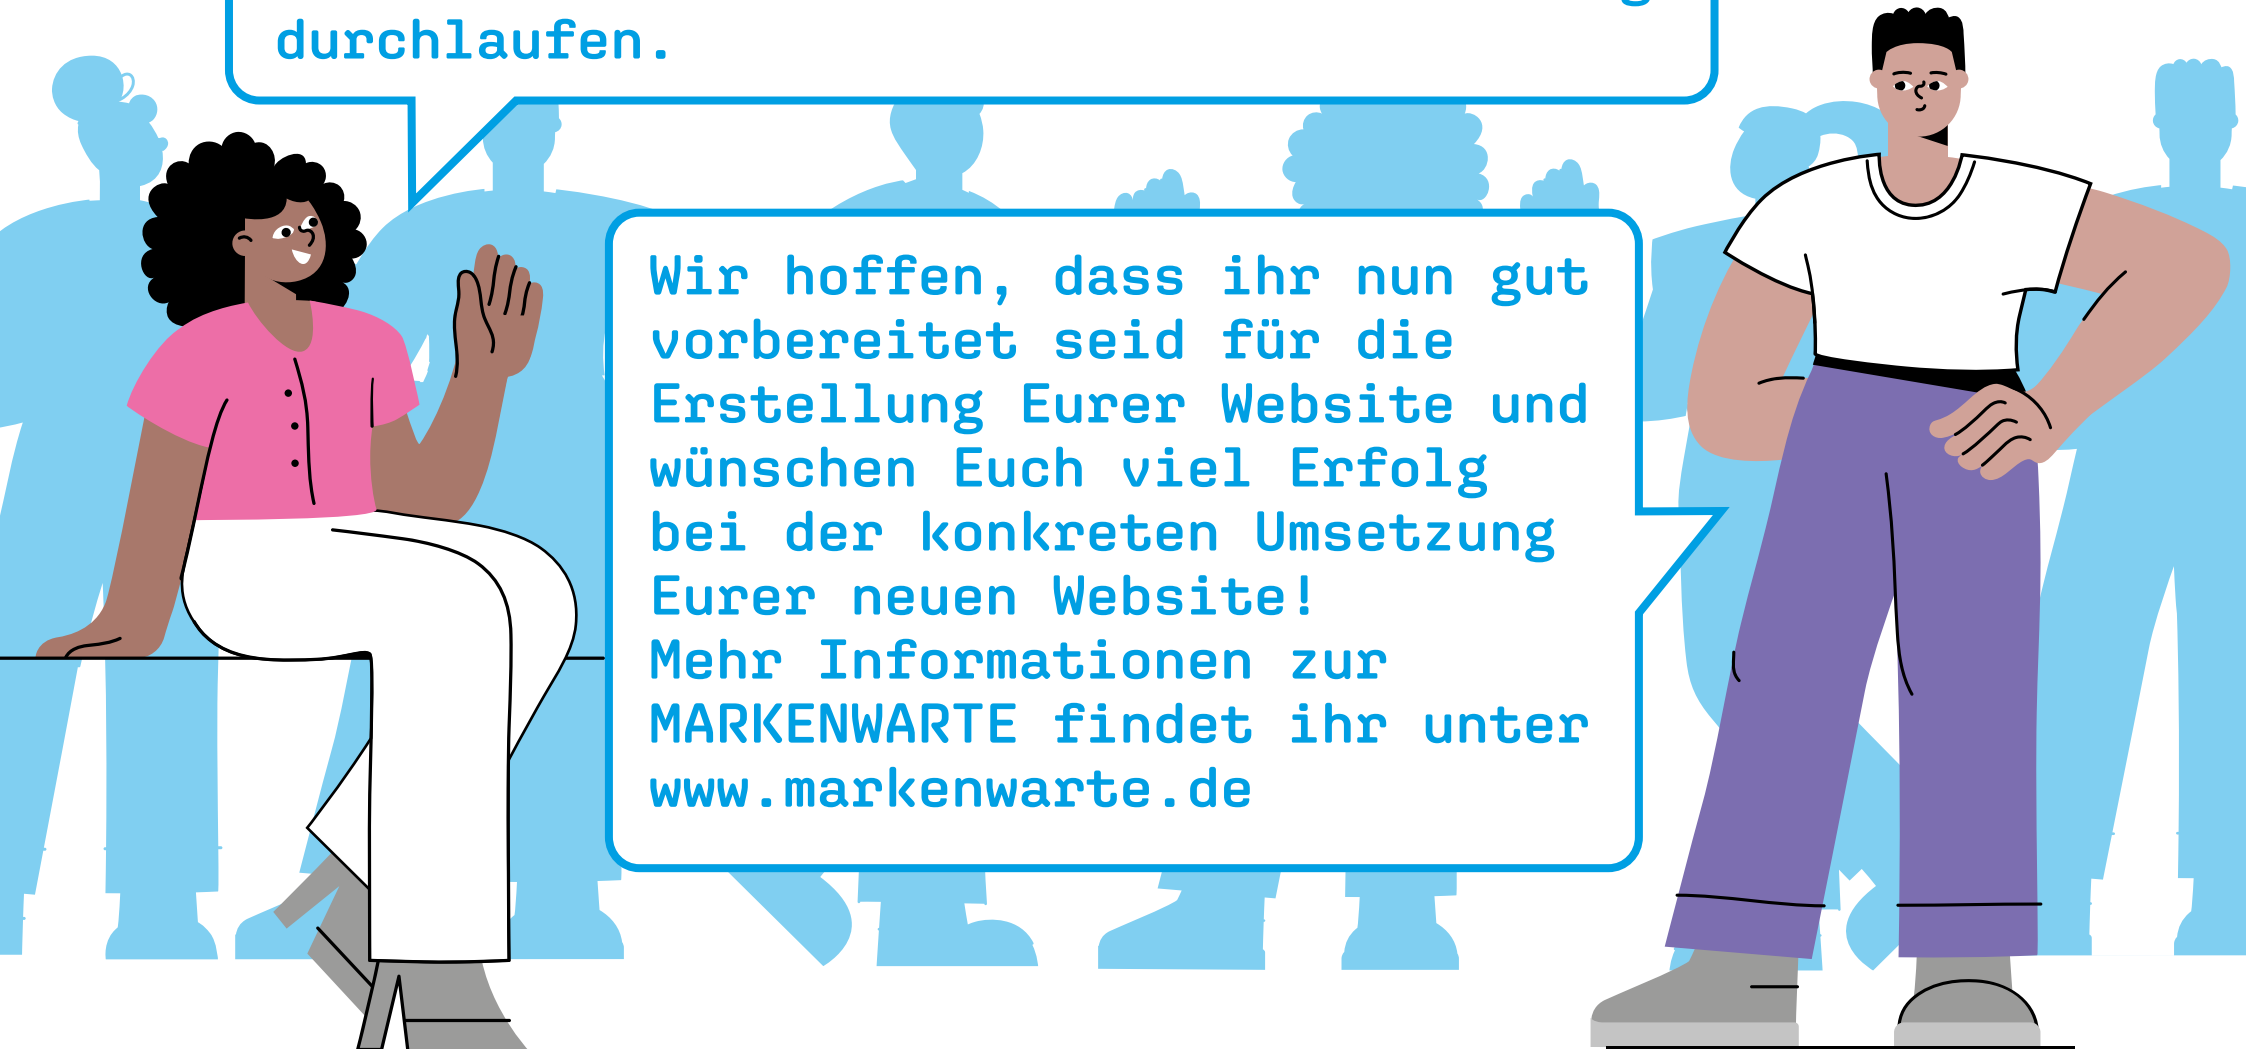 durchlaufen.
Wir hoffen, dass ihr nun gut
vorbereitet seid für die
Erstellung Eurer Website und
wünschen Euch viel Erfolg
bei der konkreten Umsetzung
Eurer neuen Website!
Mehr Informationen zur
MARKENWARTE findet ihr unter
www.markenwarte.de